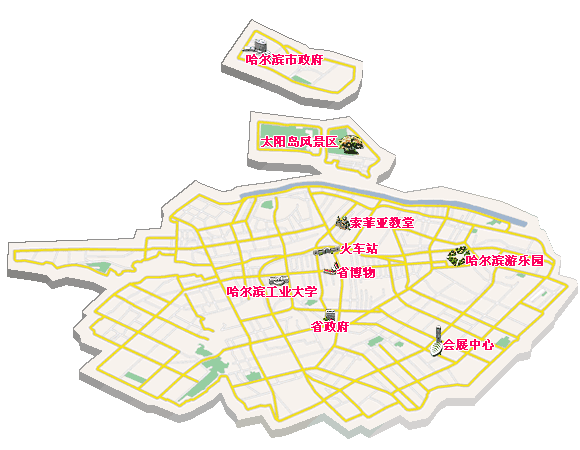 哈尔滨市政府
太阳岛风景区
索菲亚教堂
火车站
哈尔滨游乐园
省博物
哈尔滨工业大学
省政府
会展中心